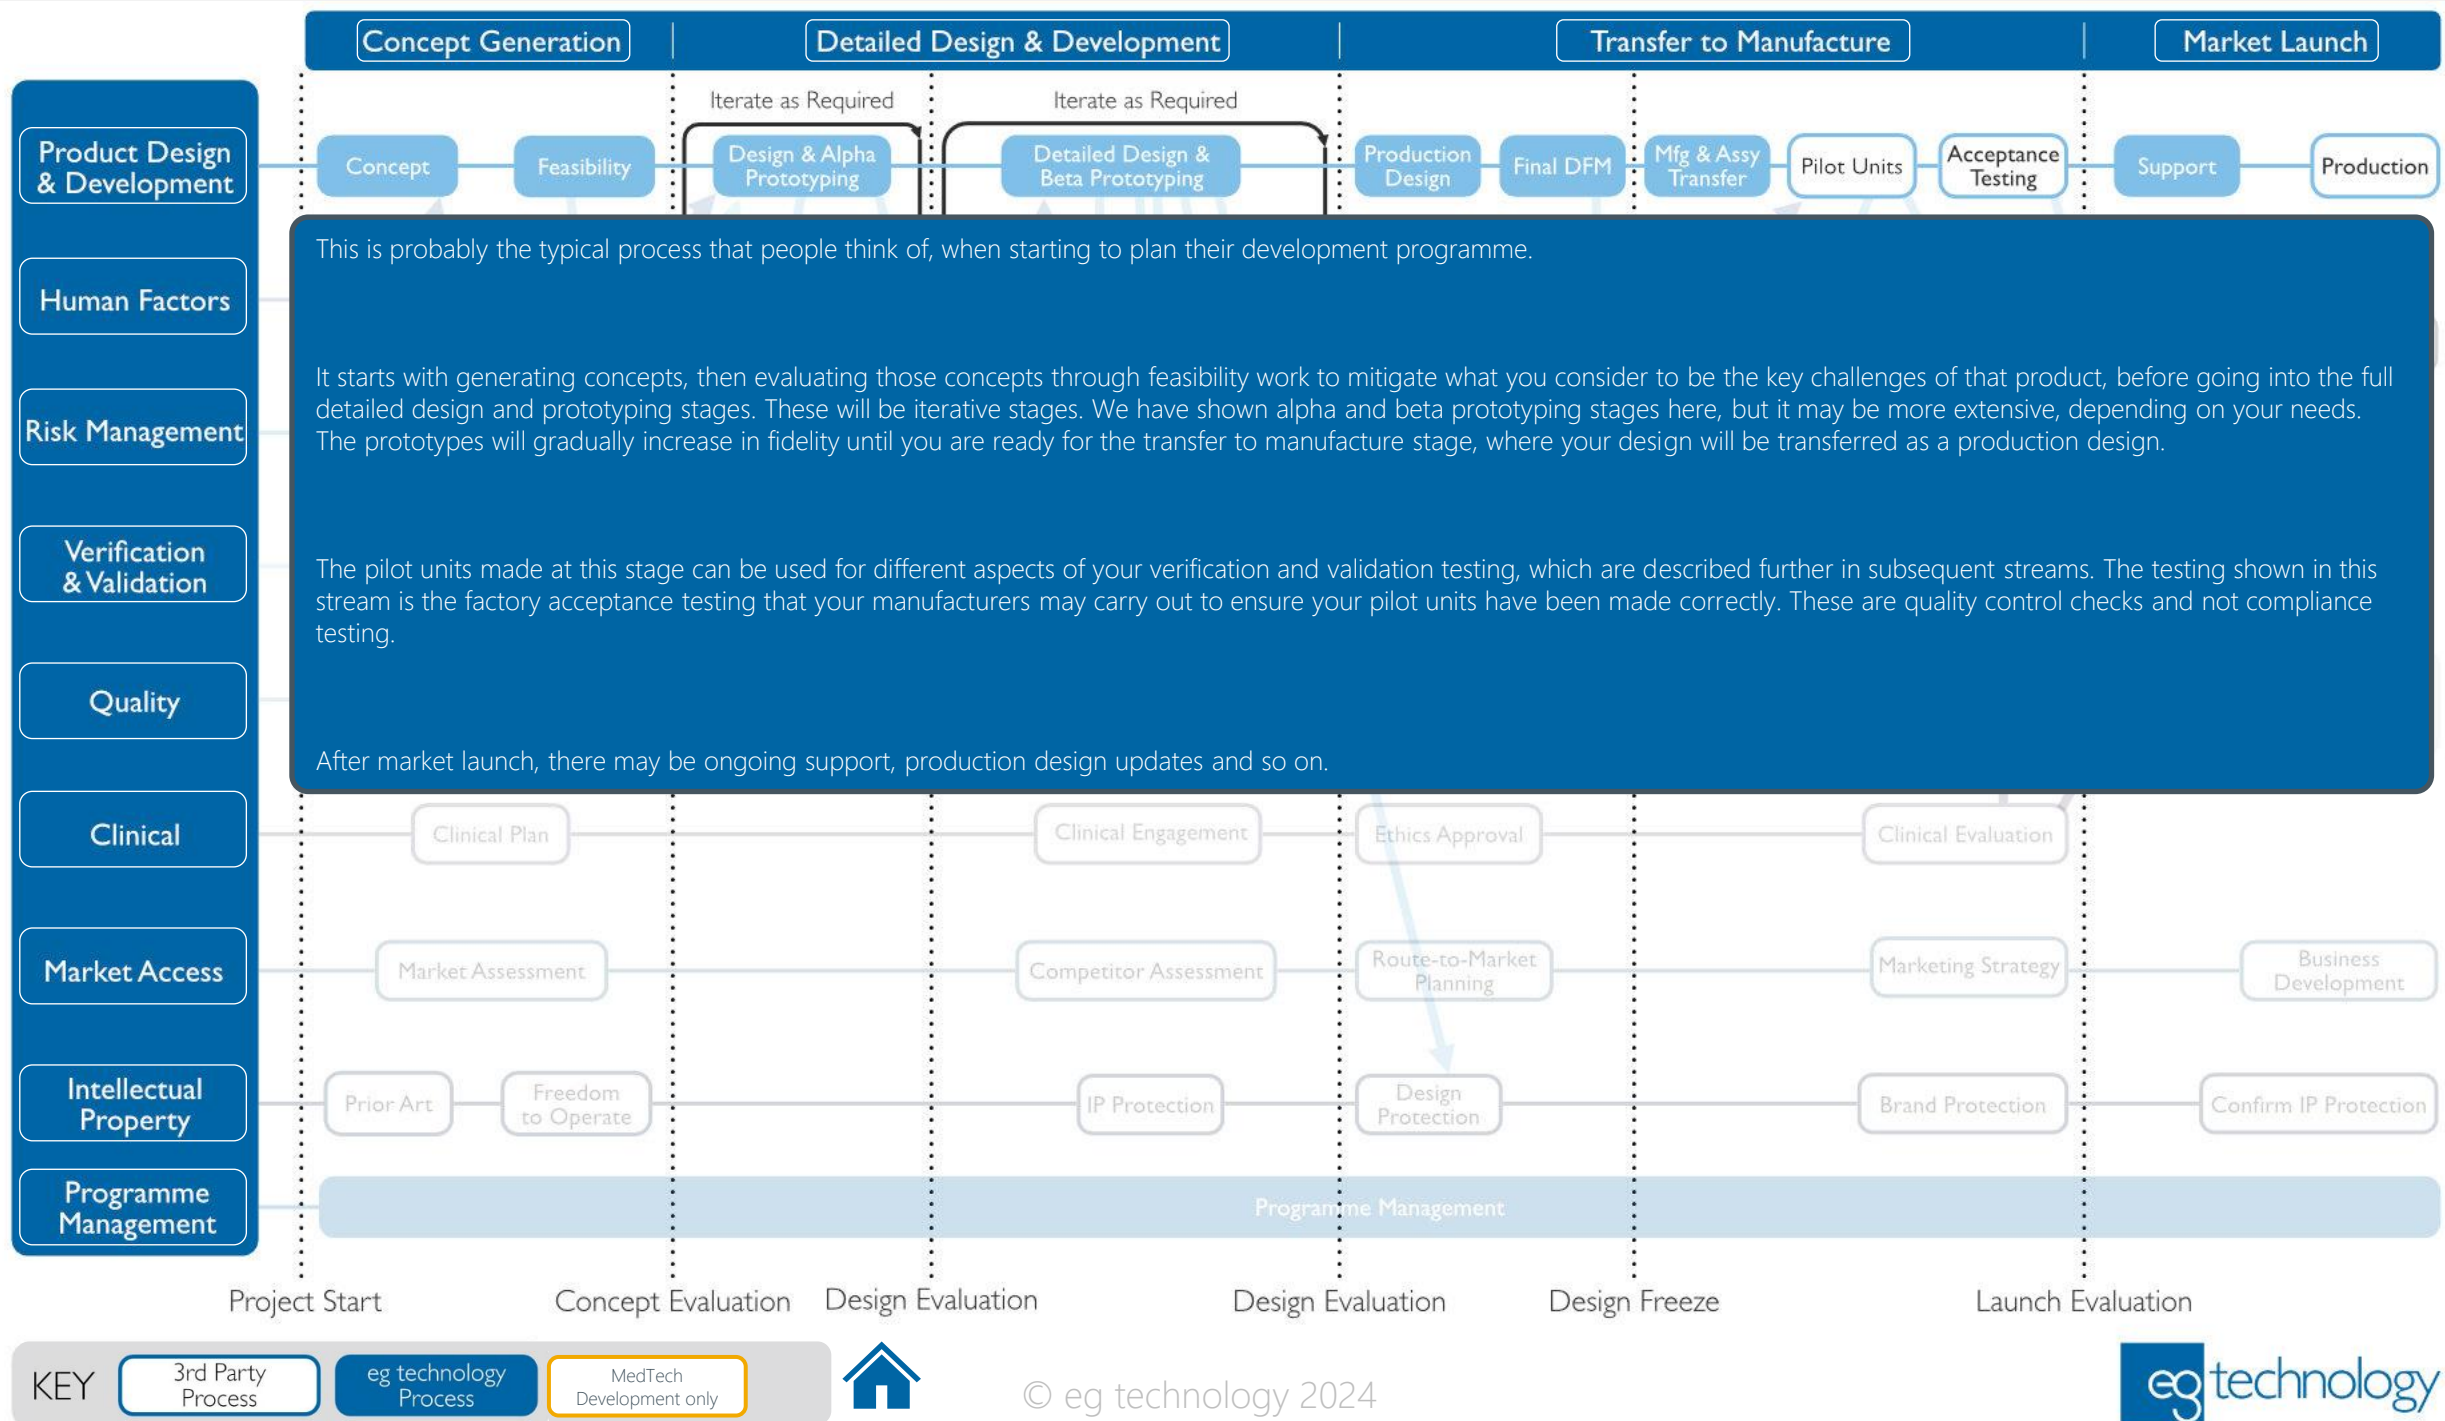 Concept Generation
Detailed Design & Development
Transfer to Manufacture
Market Launch
Iterate as Required
Iterate as Required
Product Design
& Development
Concept
Feasibility
Design & Alpha
Prototyping
Detailed Design &
Beta Prototyping
Production
Design
Final DFM
Mfg & Assy
Transfer
Pilot Units
Acceptance
Testing
Support
Production
This is probably the typical process that people think of, when starting to plan their development programme.
Human Factors
It starts with generating concepts, then evaluating those concepts through feasibility work to mitigate what you consider to be the key challenges of that product, before going into the full
detailed design and prototyping stages. These will be iterative stages. We have shown alpha and beta prototyping stages here, but it may be more extensive, depending on your needs.
The prototypes will gradually increase in fidelity until you are ready for the transfer to manufacture stage, where your design will be transferred as a production design.
Risk Management
Verification
& Validation
The pilot units made at this stage can be used for different aspects of your verification and validation testing, which are described further in subsequent streams. The testing shown in this
stream is the factory acceptance testing that your manufacturers may carry out to ensure your pilot units have been made correctly. These are quality control checks and not compliance
testing.
Quality
After market launch, there may be ongoing support, production design updates and so on.
Clinical
Clinical Plan
Clinical Engagement
Ethics Approval
Clinical Evaluation
Market Access
Market Assessment
Competitor Assessment
Route-to-Market
Planning
Marketing Strategy
Business
Development
Intellectual
Property
Prior Art
Freedom
to Operate
IP Protection
Design
Protection
Brand Protection
Confirm IP Protection
Programme
Management
Programme Management
Project Start
Concept Evaluation
Design Evaluation
Design Evaluation
Design Freeze
Launch Evaluation
KEY
3rd Party
Process
eg technology
Process
MedTech
Development only
© eg technology 2024
eg technology